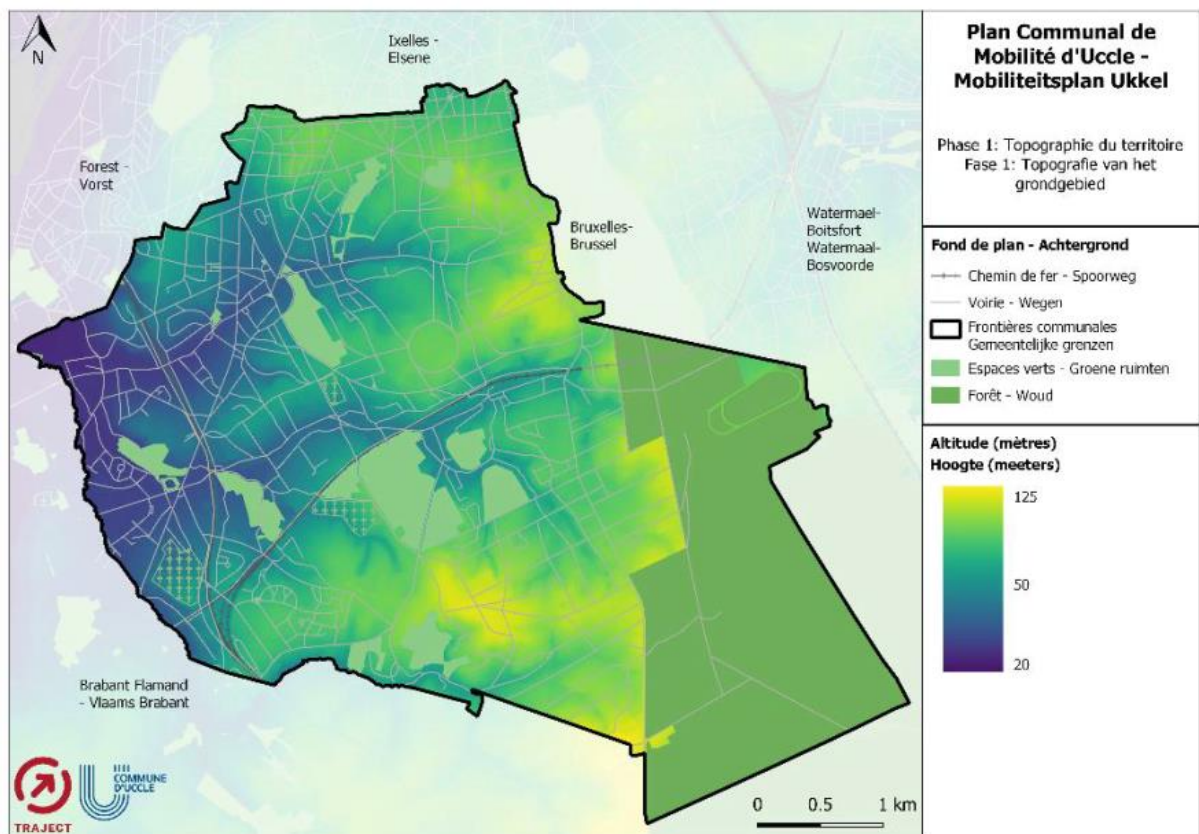 N
Ixelles -
Elsene
Forest -
Vorst
Bruxelles-
Brussel
Watermael-
Boitsfort
Watermaal-
Bosvoorde
Brabant Flamand
- Vlaams Brabant
TRAJECT
COMMUNE
D'UCCLE
0 0.5 1 km
Plan Communal de
Mobilité d'Uccle -
Mobiliteitsplan Ukkel
Phase 1: Topographie du territoire
Fase 1: Topografie van het
grondgebied
Fond de plan - Achtergrond
Chemin de fer - Spoorweg
Voirie - Wegen
Frontières communales
Gemeentelijke grenzen
Espaces verts - Groene ruimten
Forêt - Woud
Altitude (mètres)
Hoogte (meeters)
125
50
20